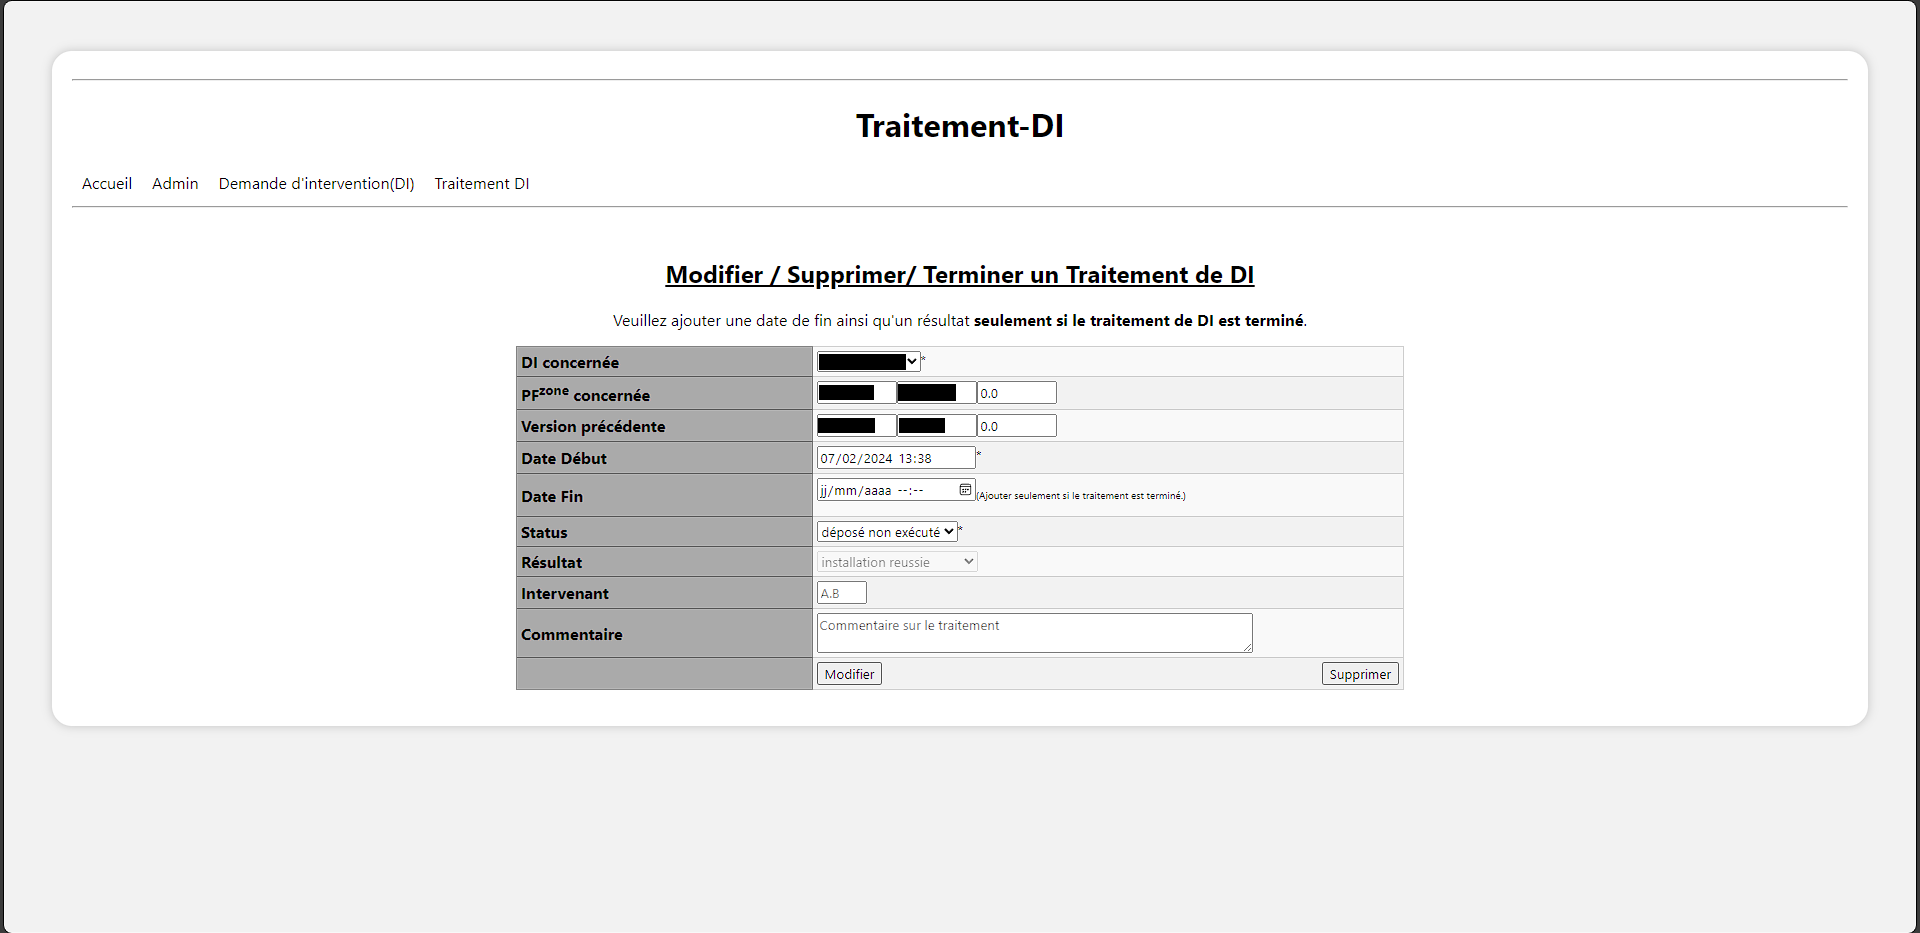 Traitement-DI
Accueil Admin Demande d'intervention(DI) Traitement DI
Modifier / Supprimer/ Terminer un Traitement de DI
Veuillez ajouter une date de fin ainsi qu'un résultat seulement si le traitement de DI est terminé.
DI concernée *
PFzone concernée 0.0
Version précédente 0.0
Date Début 07/02/2024 13:38 *
Date Fin jj/mm/aaaa --:-- (Ajouter seulement si le traitement est terminé.)
Status déposé non exécuté *
Résultat installation reussie
Intervenant A.B
Commentaire Commentaire sur le traitement
Modifier Supprimer